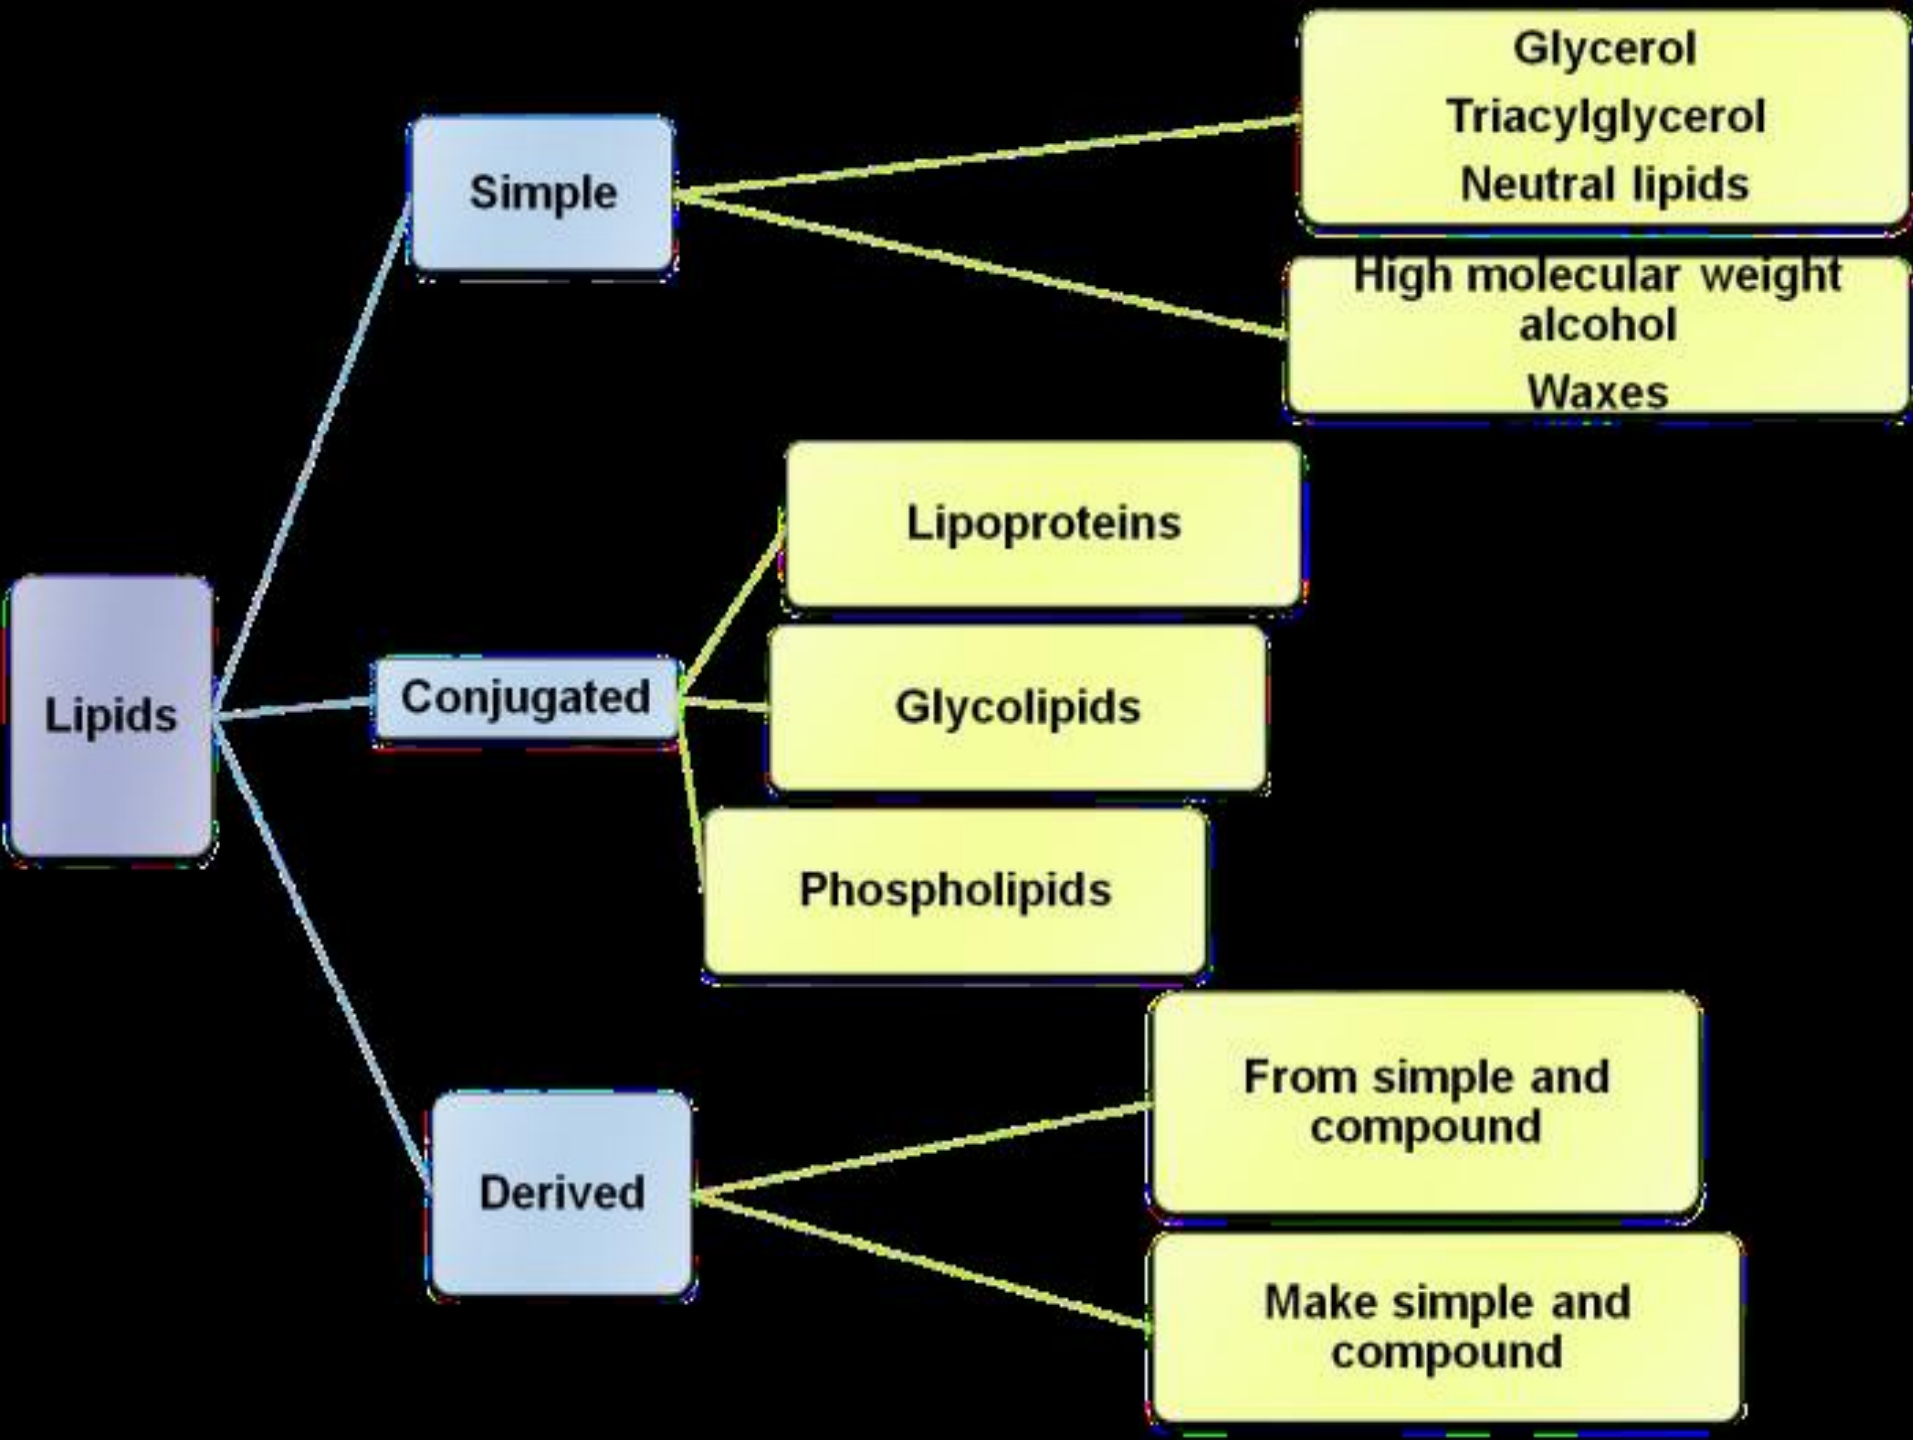 Lipids
Simple
Glycerol
Triacylglycerol
Neutral lipids
High molecular weight
alcohol
Waxes
Conjugated
Lipoproteins
Glycolipids
Phospholipids
Derived
From simple and
compound
Make simple and
compound